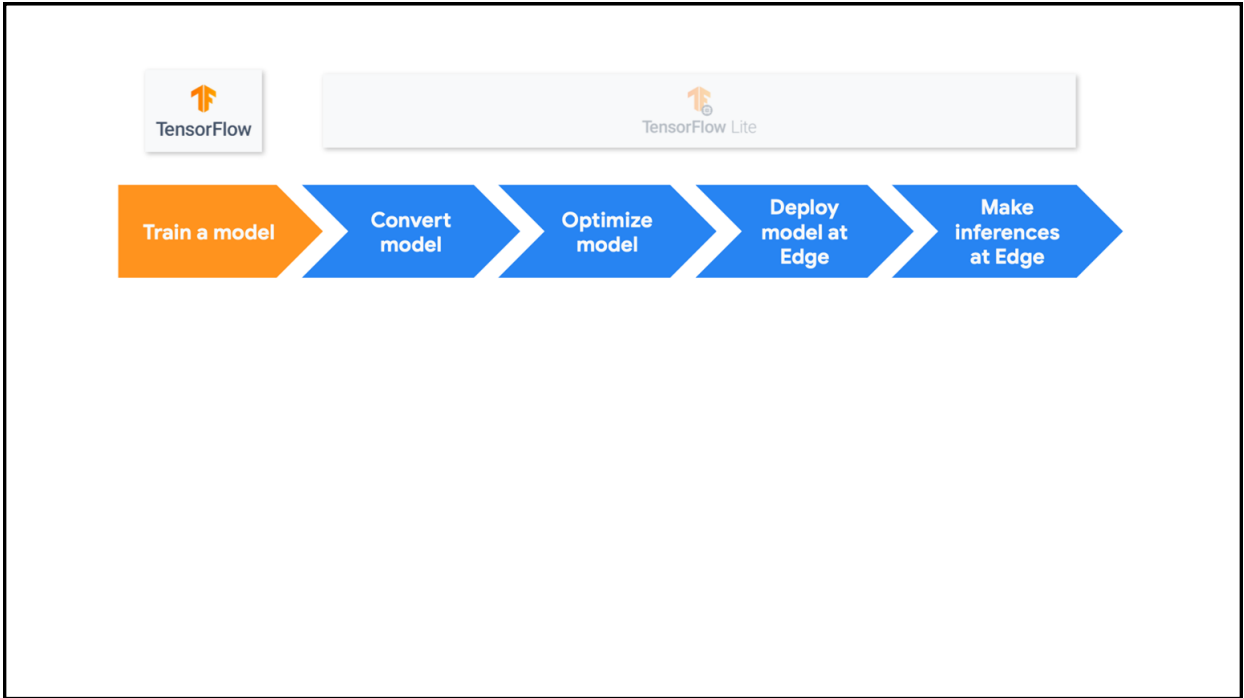 TensorFlow
TensorFlow Lite
Train a model
Convert
model
Optimize
model
Deploy
model at
Edge
Make
inferences
at Edge